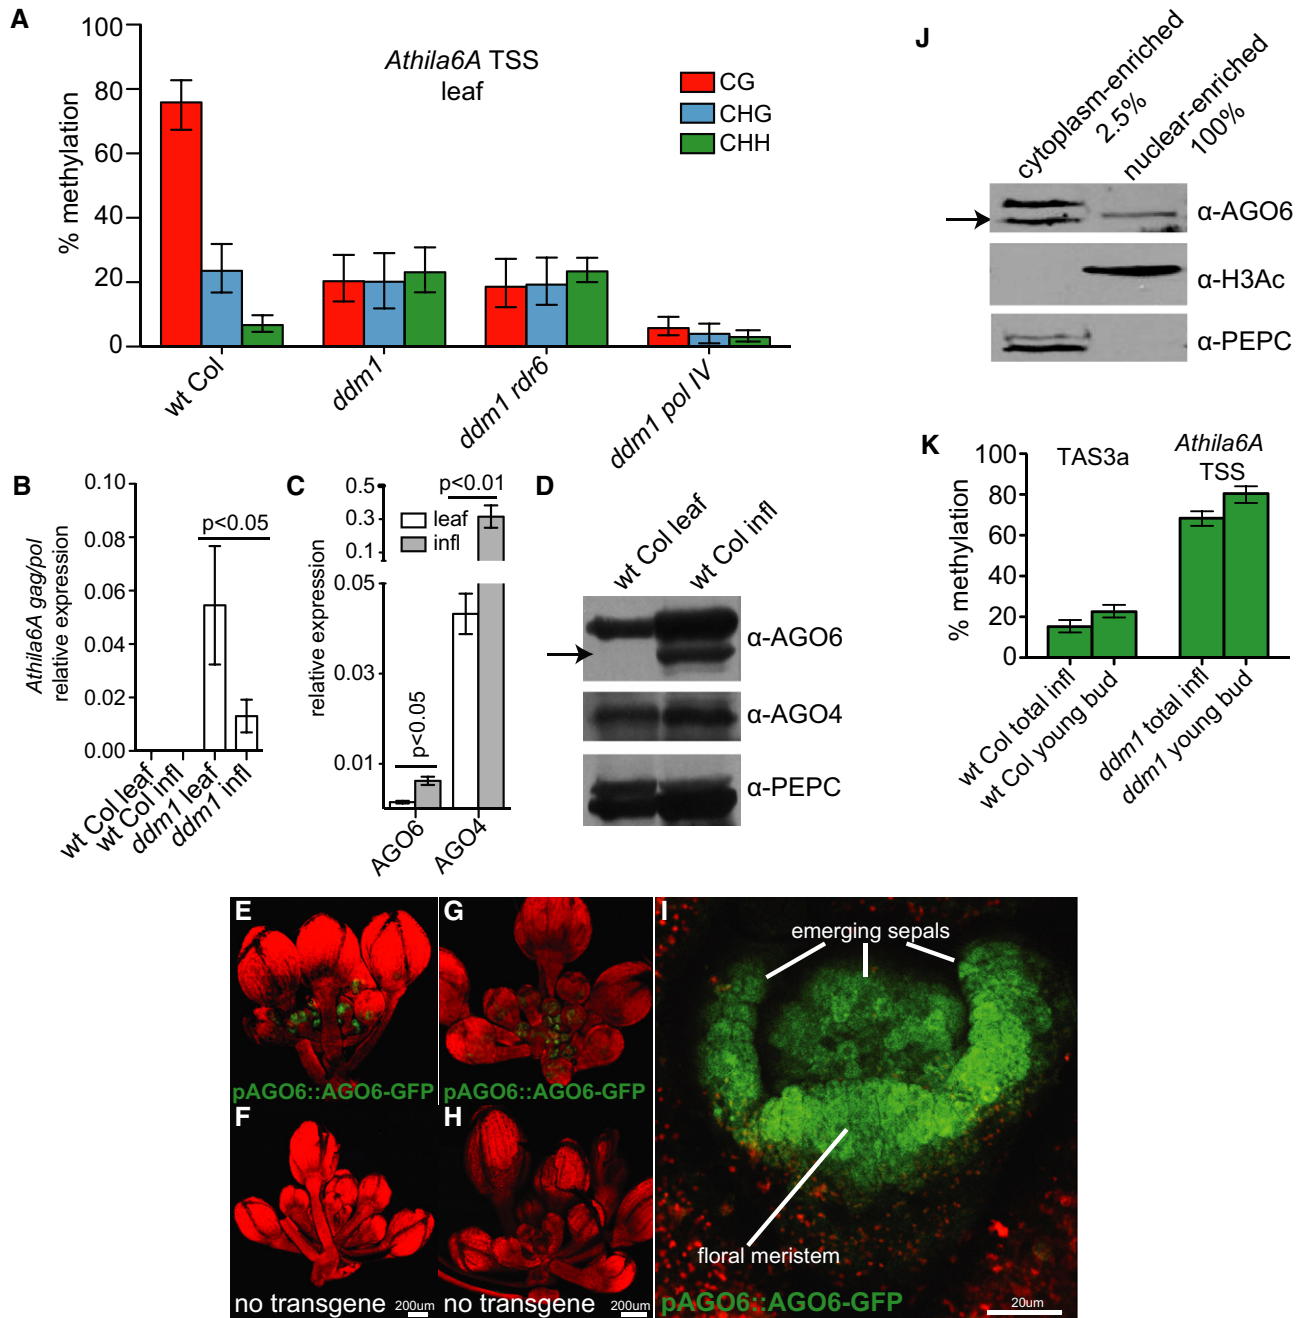 A
Athila6A TSS
leaf
CG
CHG
CHH
% methylation
100
80
60
40
20
0
wt Col
ddm1
ddm1 rdr6
ddm1 pol IV
J
cytoplasm-enriched
2.5%
nuclear-enriched
100%
α-AGO6
α-H3Ac
α-PEPC
B
Athila6A gag/pol
relative expression
0.10
0.08
0.06
0.04
0.02
0.00
p<0.05
wt Col leaf
wt Col infl
ddm1 leaf
ddm1 infl
C
relative expression
0.5
0.3
0.1
0.05
0.03
0.01
p<0.01
leaf
infl
p<0.05
AGO6
AGO4
D
wt Col leaf
wt Col infl
α-AGO6
α-AGO4
α-PEPC
K
% methylation
100
80
60
40
20
0
TAS3a
Athila6A
TSS
wt Col total infl
wt Col young bud
ddm1 total infl
ddm1 young bud
E
pAGO6::AGO6-GFP
G
pAGO6::AGO6-GFP
F
no transgene
200um
H
no transgene
200um
I
emerging sepals
floral meristem
pAGO6::AGO6-GFP
20um